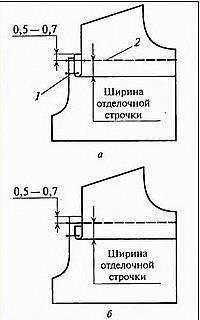 0,5 — 0,7
2
1
Ширина
отделочной
строчки
а
0,5 — 0,7
Ширина
отделочной
строчки
б